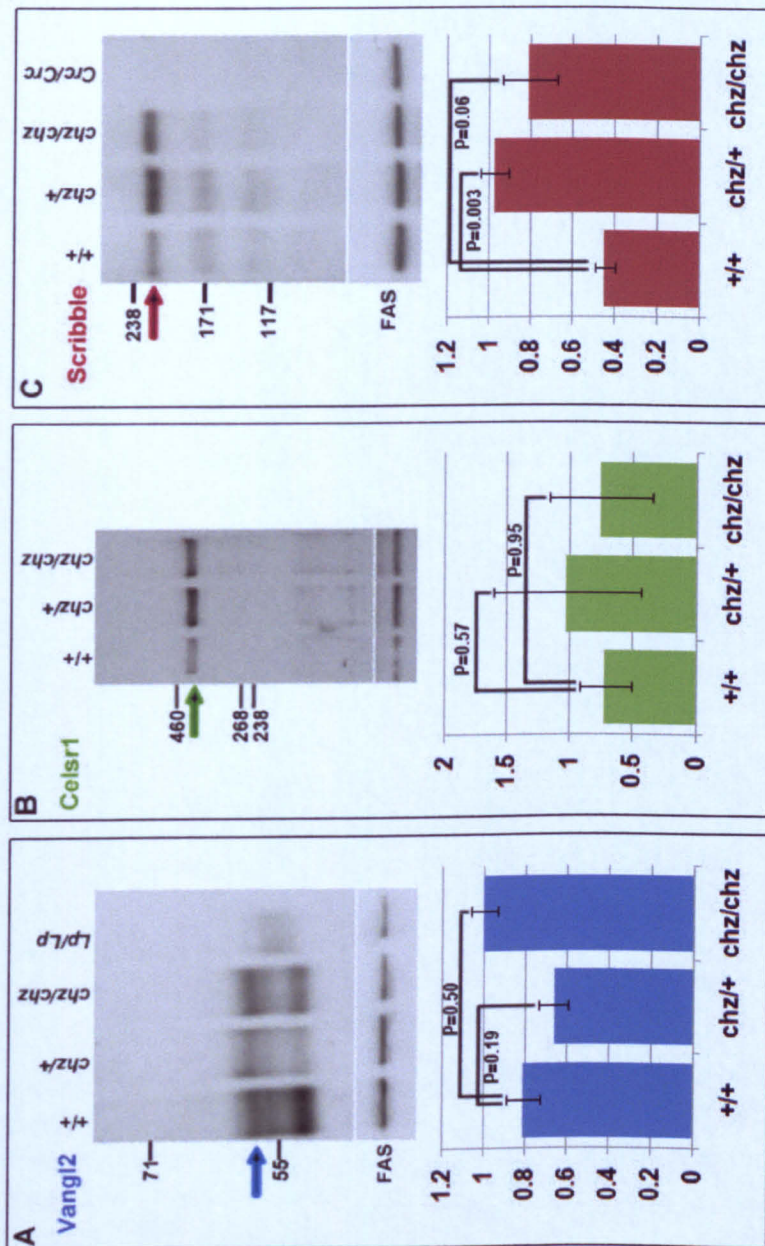 A
Vangl2
+/+
chz/+
chz/chz
Lp/Lp
71
55
FAS
1.2
1
0.8
0.6
0.4
0.2
0
P=0.50
P=0.19
+/+ chz/+ chz/chz
B
Celsr1
+/+
chz/+
chz/chz
460
268
238
2
1.5
1
0.5
0
P=0.57
P=0.95
+/+ chz/+ chz/chz
C
Scribble
+/+
chz/+
chz/chz
Crc/Crc
238
171
117
FAS
1.2
1
0.8
0.6
0.4
0.2
0
P=0.06
P=0.003
+/+ chz/+ chz/chz